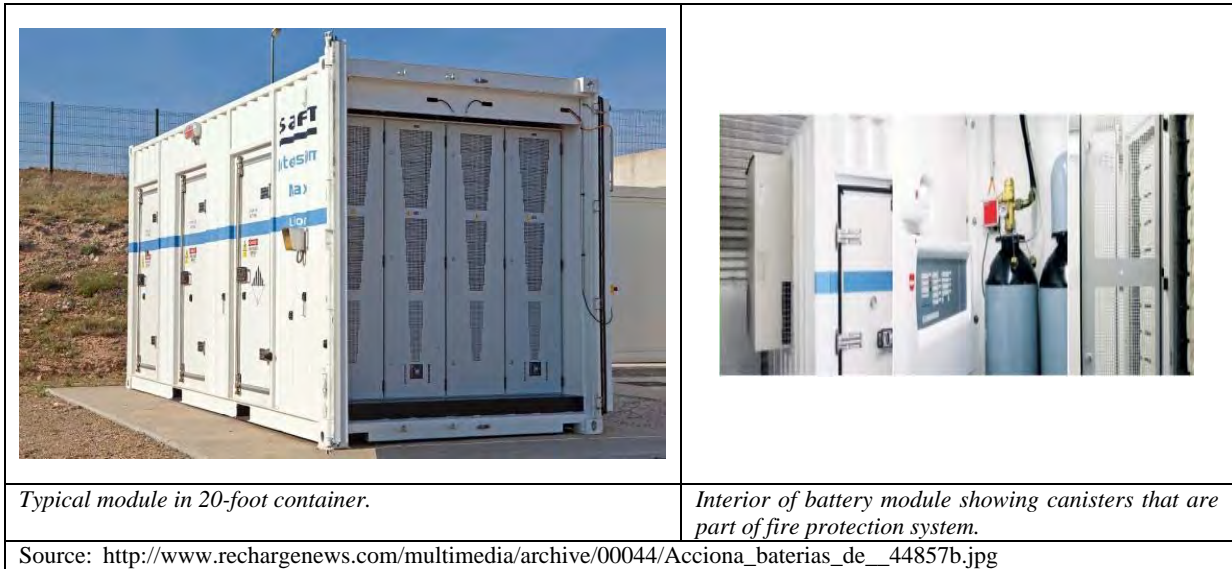 saft
Typical module in 20-foot container.
Interior of battery module showing canisters that are
part of fire protection system.
Source: http://www.rechargenews.com/multimedia/archive/00044/Acciona_baterias_de__44857b.jpg